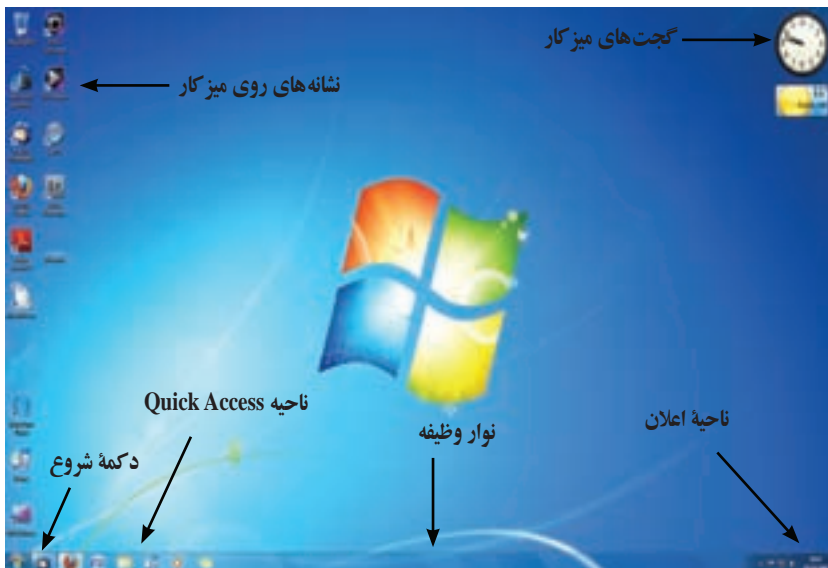 گجت‌های میزکار
نشانه‌های روی میزکار
ناحیه Quick Access
ناحیهٔ اعلان
نوار وظیفه
دکمهٔ شروع